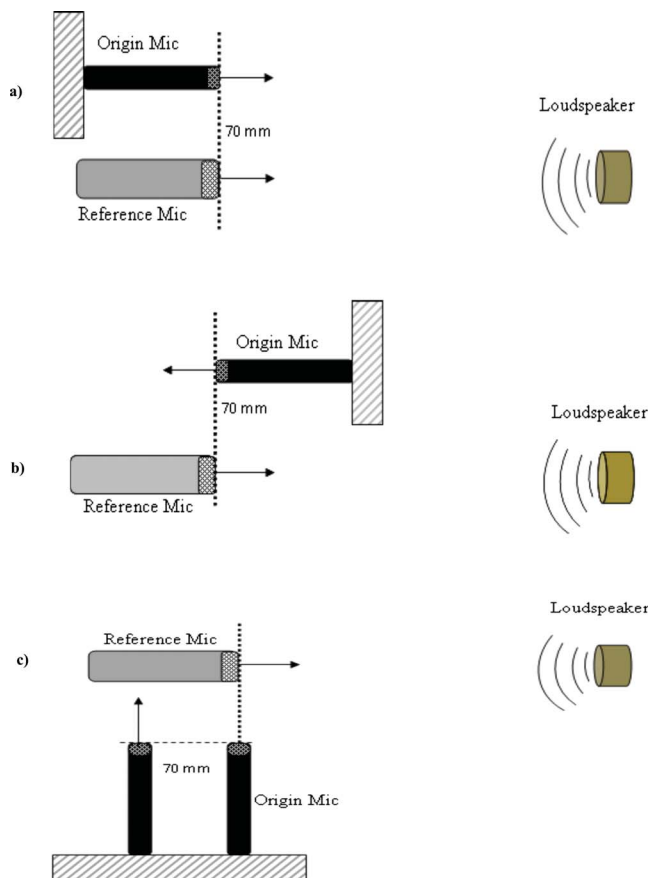 Origin Mic
a)
Loudspeaker
70 mm
Reference Mic
Origin Mic
70 mm
Loudspeaker
b)
Reference Mic
Loudspeaker
Reference Mic
c)
70 mm
Origin Mic